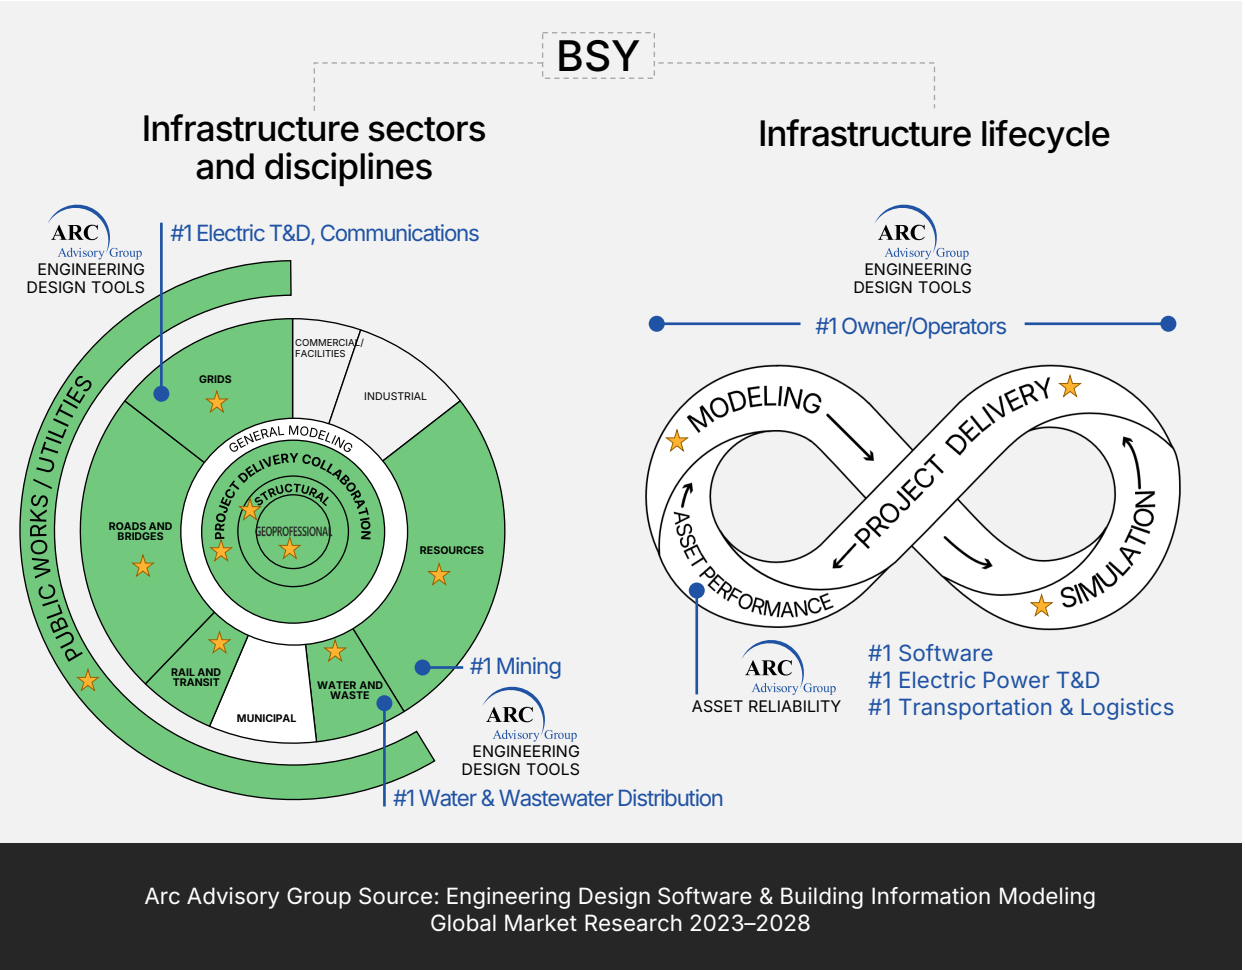 BSY
Infrastructure sectors
and disciplines
ARC
Advisory Group
ENGINEERING
DESIGN TOOLS
#1 Electric T&D, Communications
COMMERCIAL/
FACILITIES
INDUSTRIAL
GRIDS
GENERAL MODELING
PROJECT DELIVERY COLLABORATION
STRUCTURAL
GEOPROFESSIONAL
PUBLIC WORKS / UTILITIES
ROADS AND
BRIDGES
RESOURCES
RAIL AND
TRANSIT
MUNICIPAL
WATER AND
WASTE
#1 Mining
ARC
Advisory Group
ENGINEERING
DESIGN TOOLS
#1 Water & Wastewater Distribution
Infrastructure lifecycle
ARC
Advisory Group
ENGINEERING
DESIGN TOOLS
#1 Owner/Operators
MODELING
PROJECT DELIVERY
ASSET PERFORMANCE
SIMULATION
ARC
Advisory Group
ASSET RELIABILITY
#1 Software
#1 Electric Power T&D
#1 Transportation & Logistics
Arc Advisory Group Source: Engineering Design Software & Building Information Modeling
Global Market Research 2023–2028